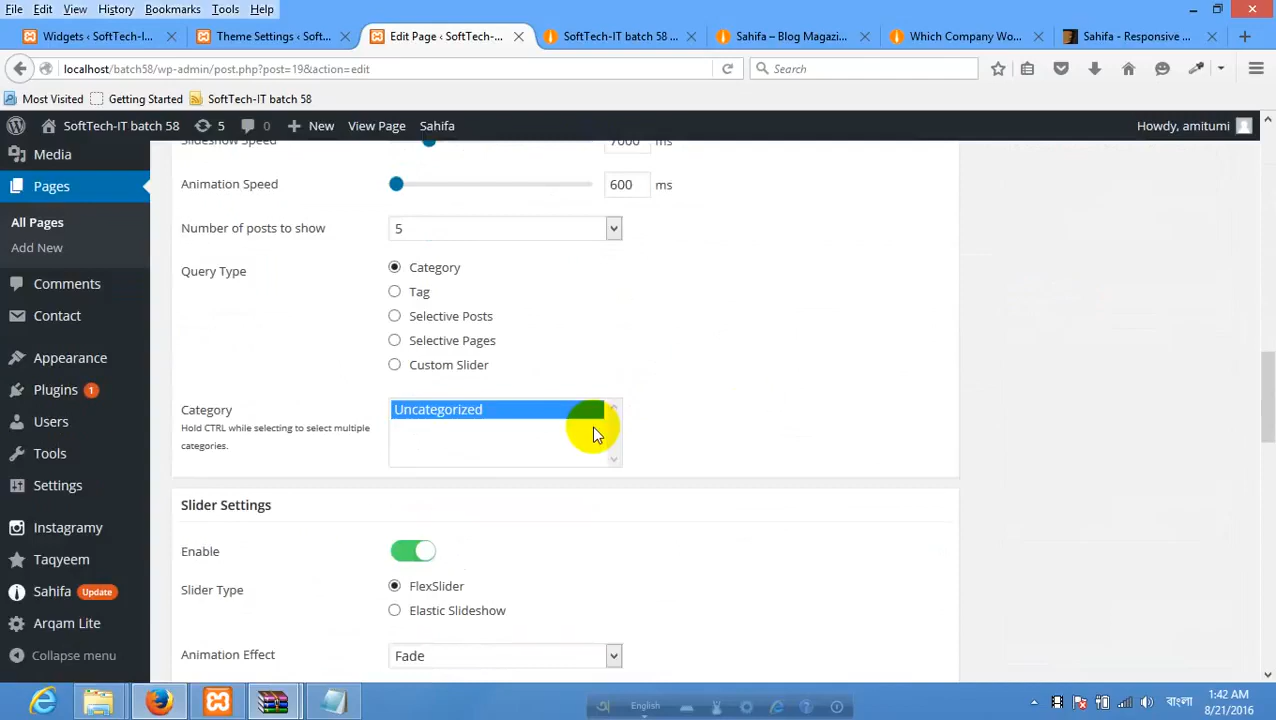 File Edit View History Bookmarks Tools Help
Widgets ‹ SoftTech-I... Theme Settings ‹ Soft... Edit Page ‹ SoftTech-... SoftTech-IT batch 58 ... Sahifa – Blog Magazi... Which Company Wo... Sahifa - Responsive ...
localhost/batch58/wp-admin/post.php?post=19&action=edit Search
Most Visited Getting Started SoftTech-IT batch 58
SoftTech-IT batch 58 5 0 New View Page Sahifa Howdy, amitumi
Media
Pages
All Pages
Add New
Comments
Contact
Appearance
Plugins 1
Users
Tools
Settings
Instagramy
Taqyeem
Sahifa Update
Arqam Lite
Collapse menu
Slideshow Speed 7000 ms
Animation Speed 600 ms
Number of posts to show 5
Query Type Category
Tag
Selective Posts
Selective Pages
Custom Slider
Category Uncategorized
Hold CTRL while selecting to select multiple
categories.
Slider Settings
Enable
Slider Type FlexSlider
Elastic Slideshow
Animation Effect Fade
English
বাংলা
1:42 AM
8/21/2016